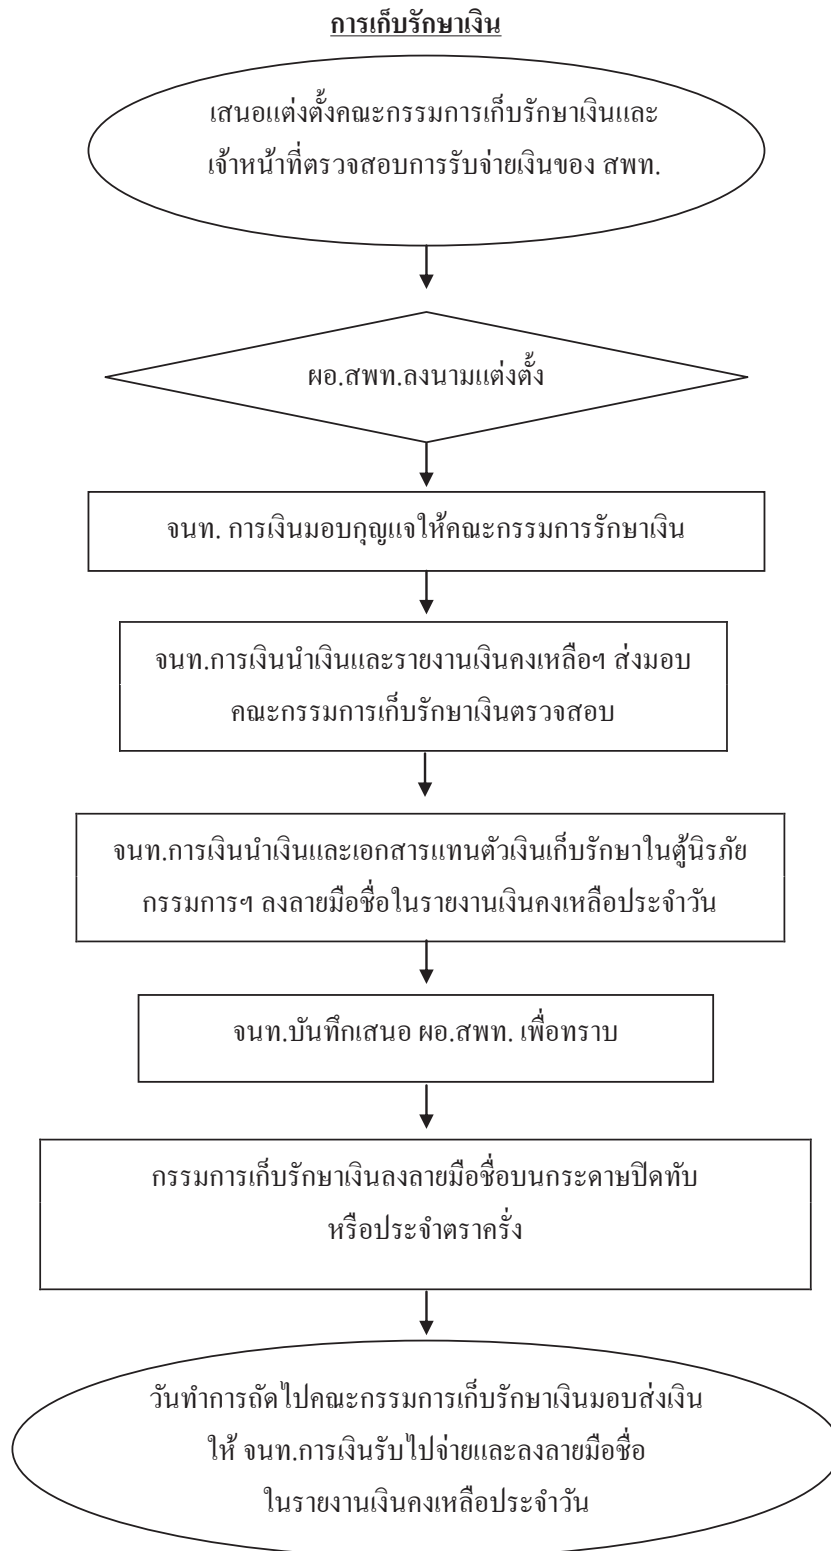 การเก็บรักษาเงิน
เสนอแต่งตั้งคณะกรรมการเก็บรักษาเงินและ
เจ้าหน้าที่ตรวจสอบการรับจ่ายเงินของ สพท.
ผอ.สพท.ลงนามแต่งตั้ง
จนท. การเงินมอบกุญแจให้คณะกรรมการรักษาเงิน
จนท.การเงินนำเงินและรายงานเงินคงเหลือฯ ส่งมอบ
คณะกรรมการเก็บรักษาเงินตรวจสอบ
จนท.การเงินนำเงินและเอกสารแทนตัวเงินเก็บรักษาในตู้นิรภัย
กรรมการฯ ลงลายมือชื่อในรายงานเงินคงเหลือประจำวัน
จนท.บันทึกเสนอ ผอ.สพท. เพื่อทราบ
กรรมการเก็บรักษาเงินลงลายมือชื่อบนกระดาษปิดทับ
หรือประจำตราครั่ง
วันทำการถัดไปคณะกรรมการเก็บรักษาเงินมอบส่งเงิน
ให้ จนท.การเงินรับไปจ่ายและลงลายมือชื่อ
ในรายงานเงินคงเหลือประจำวัน